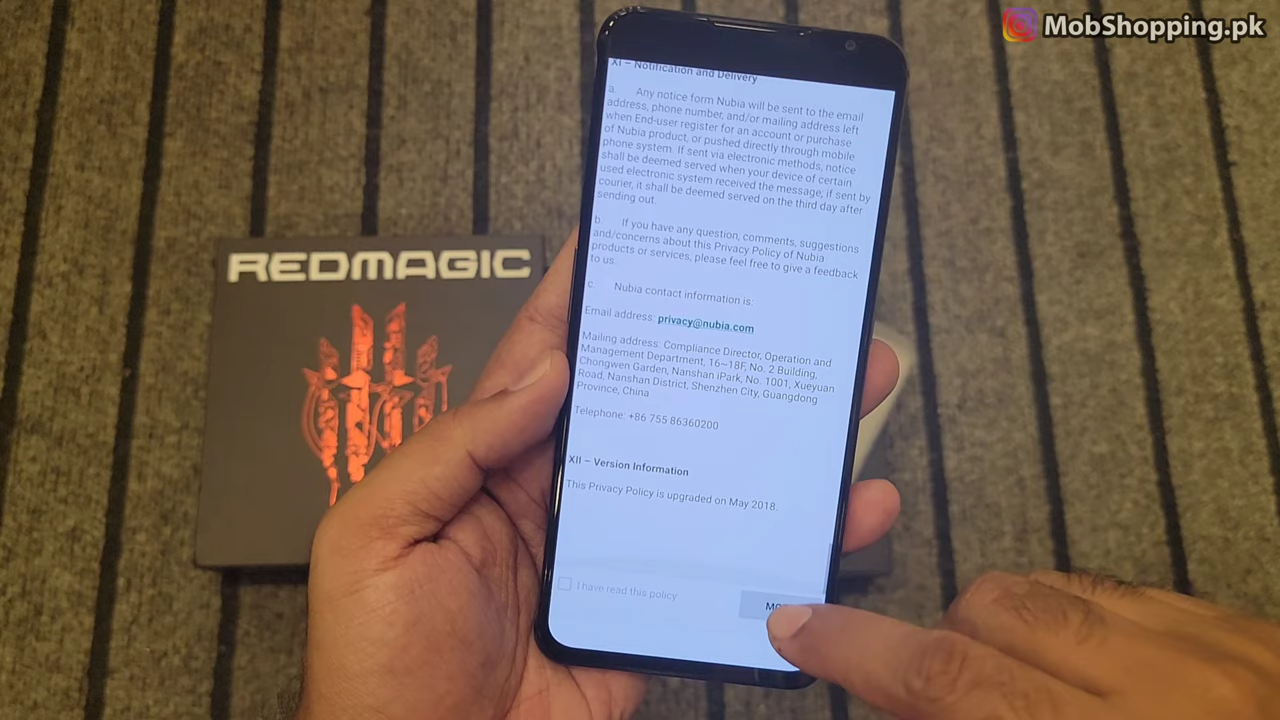 MobShopping.pk
REDMAGIC
XI – Notification and Delivery
a. Any notice form Nubia will be sent to the email
address, phone number, and/or mailing address left
when End-user register for an account or purchase
of Nubia product, or pushed directly through mobile
phone system. If sent via electronic methods, notice
shall be deemed served when your device of certain
used electronic system received the message; if sent by
courier, it shall be deemed served on the third day after
sending out.
b. If you have any question, comments, suggestions
and/concerns about this Privacy Policy of Nubia
products or services, please feel free to give a feedback
to us.
c. Nubia contact information is:
Email address: privacy@nubia.com
Mailing address: Compliance Director, Operation and
Management Department, 16~18F, No. 2 Building,
Chongwen Garden, Nanshan iPark, No. 1001, Xueyuan
Road, Nanshan District, Shenzhen City, Guangdong
Province, China
Telephone: +86 755 86360200
XII – Version Information
This Privacy Policy is upgraded on May 2018.
I have read this policy